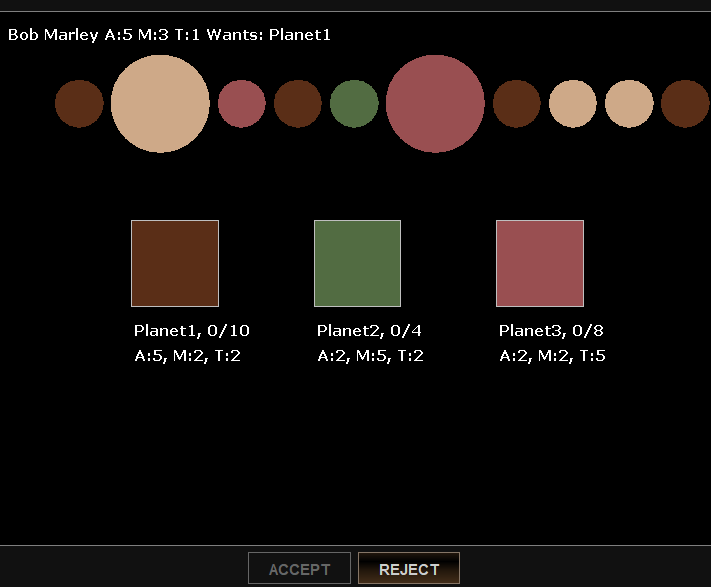 Bob Marley A:5 M:3 T:1 Wants: Planet1
Planet1, 0/10
A:5, M:2, T:2
Planet2, 0/4
A:2, M:5, T:2
Planet3, 0/8
A:2, M:2, T:5
ACCEPT
REJECT